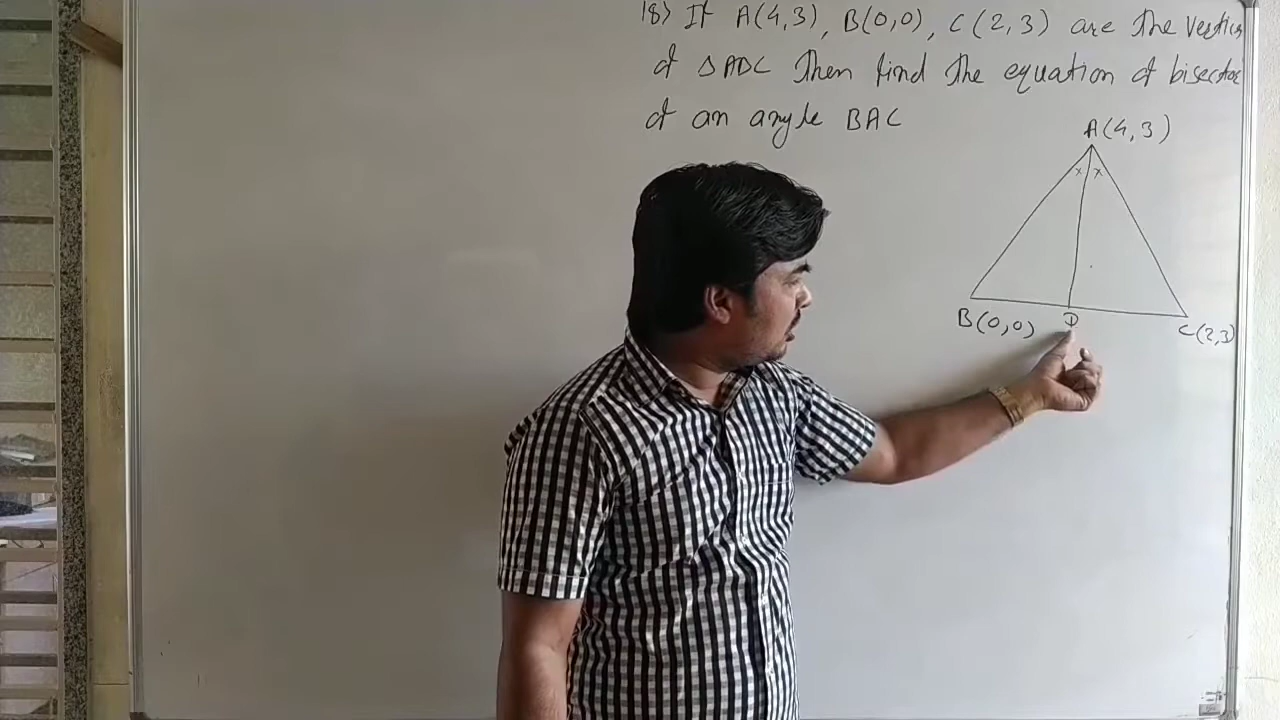 18) If A(4,3), B(0,0), C(2,3) are the vertices
of △ABC then find the equation of bisector
of an angle BAC
A(4,3)
x x
B(0,0) D C(2,3)